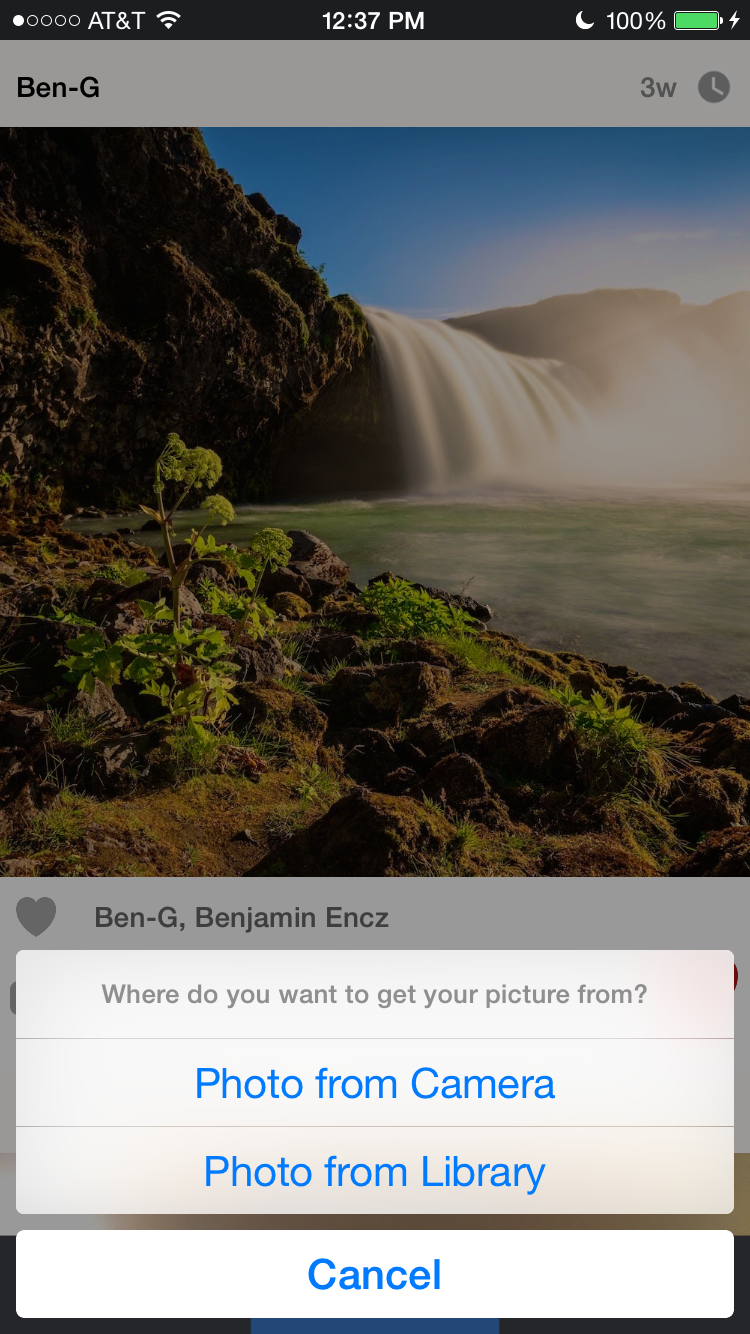 AT&T 12:37 PM 100%
Ben-G 3w
Ben-G, Benjamin Encz
Where do you want to get your picture from?
Photo from Camera
Photo from Library
Cancel